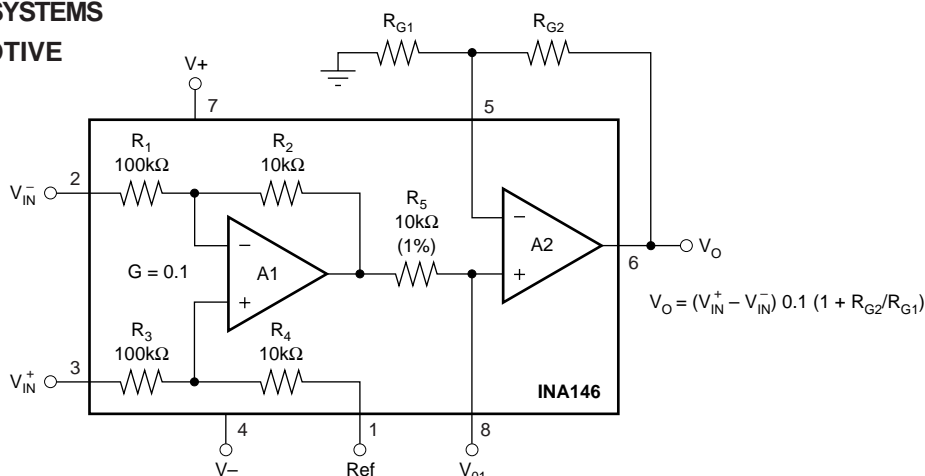 SYSTEMS
OTIVE
R_G1
R_G2
V+
7
5
R_1
100kΩ
R_2
10kΩ
V_IN^–
2
R_5
10kΩ
(1%)
–
–
A2
V_O
G = 0.1
A1
+
6
+
V_O = (V_IN^+ – V_IN^–) 0.1 (1 + R_G2/R_G1)
R_3
100kΩ
R_4
10kΩ
V_IN^+
3
INA146
4
1
8
V–
Ref
V_01